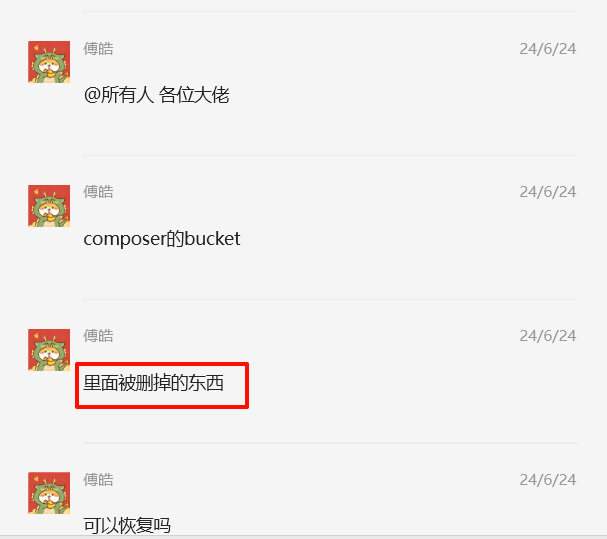 傅皓
24/6/24
@所有人 各位大佬
傅皓
24/6/24
composer的bucket
傅皓
24/6/24
里面被删掉的东西
傅皓
24/6/24
可以恢复吗